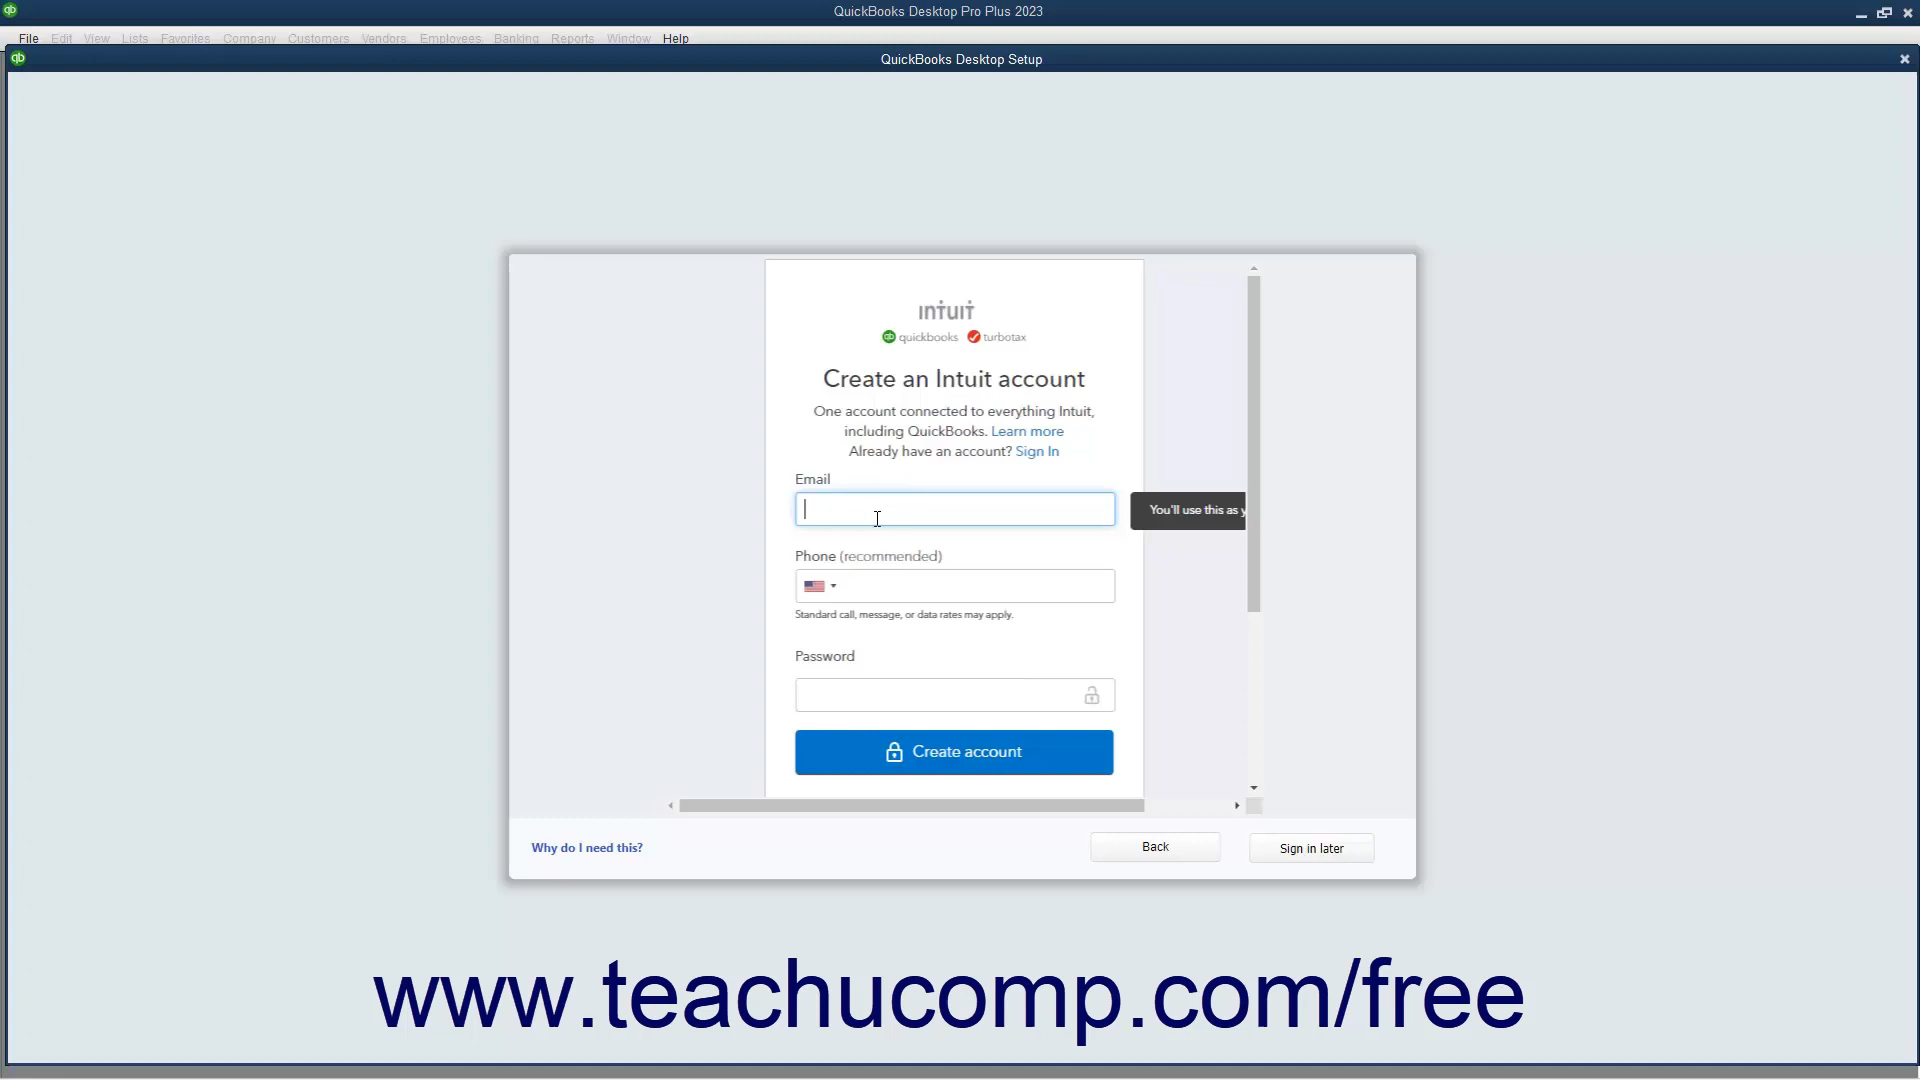 QuickBooks Desktop Pro Plus 2023
File Edit View Lists Favorites Company Customers Vendors Employees Banking Reports Window Help
QuickBooks Desktop Setup
intuit
quickbooks turbotax
Create an Intuit account
One account connected to everything Intuit,
including QuickBooks. Learn more
Already have an account? Sign In
Email
You'll use this as y
Phone (recommended)
Standard call, message, or data rates may apply.
Password
Create account
Why do I need this?
Back
Sign in later
www.teachucomp.com/free